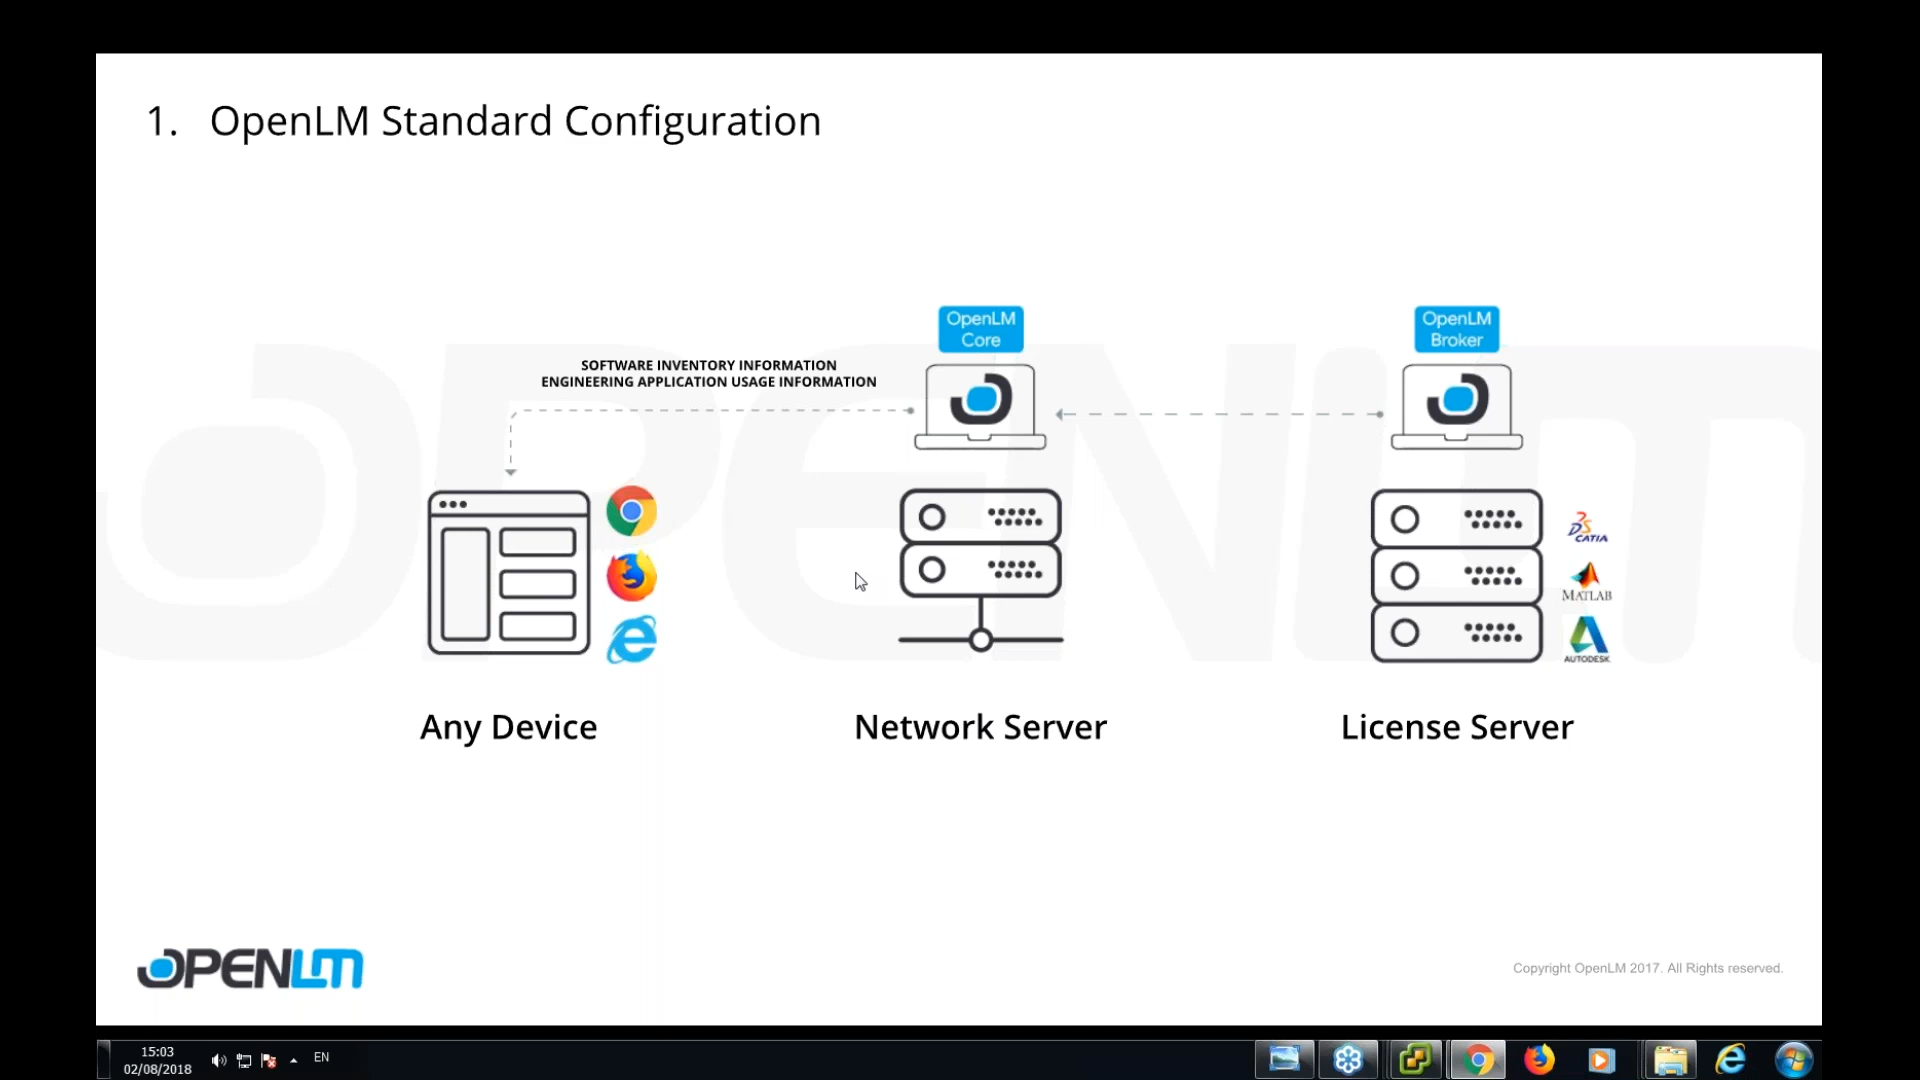 1. OpenLM Standard Configuration
OpenLM
Core
OpenLM
Broker
SOFTWARE INVENTORY INFORMATION
ENGINEERING APPLICATION USAGE INFORMATION
CATIA
MATLAB
AUTODESK
Any Device
Network Server
License Server
OPENLM
OPENLM
Copyright OpenLM 2017. All Rights reserved.
15:03
02/08/2018
EN